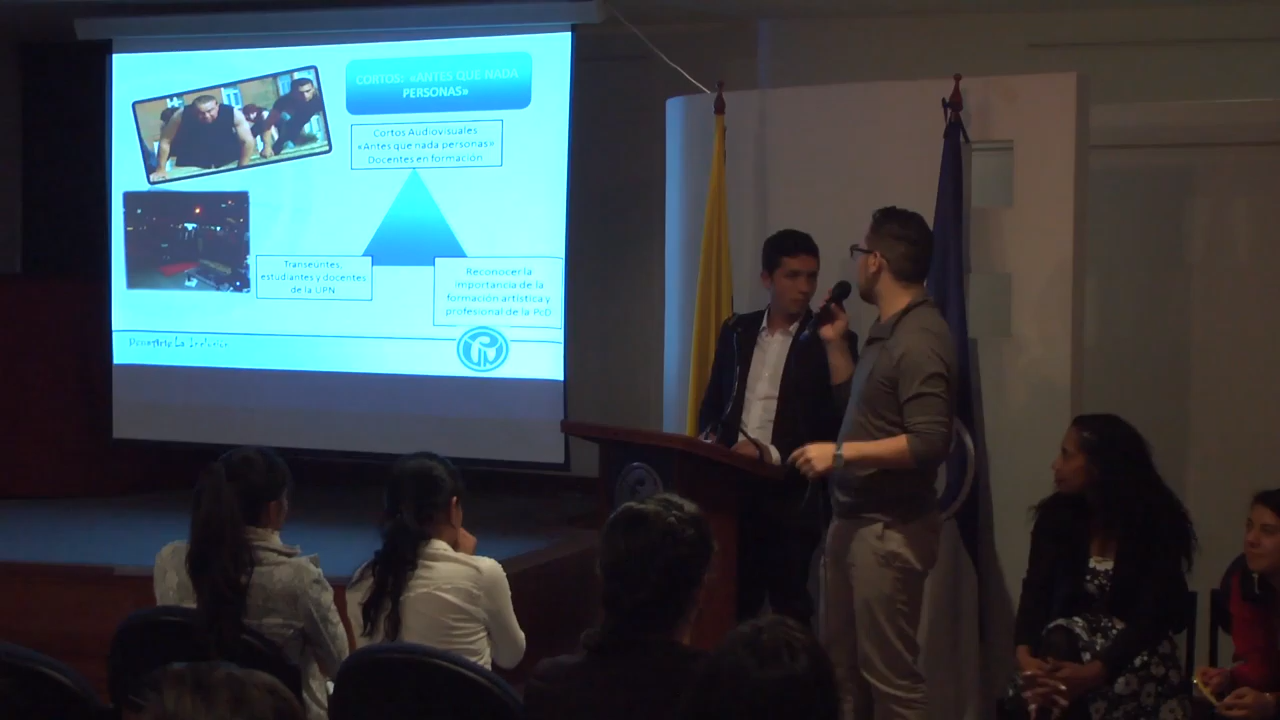 CORTOS: «ANTES QUE NADA
PERSONAS»
Cortos Audiovisuales
«Antes que nada personas»
Docentes en formación
Transeúntes,
estudiantes y docentes
de la UPN.
Reconocer la
importancia de la
formación artística y
profesional de la PcD